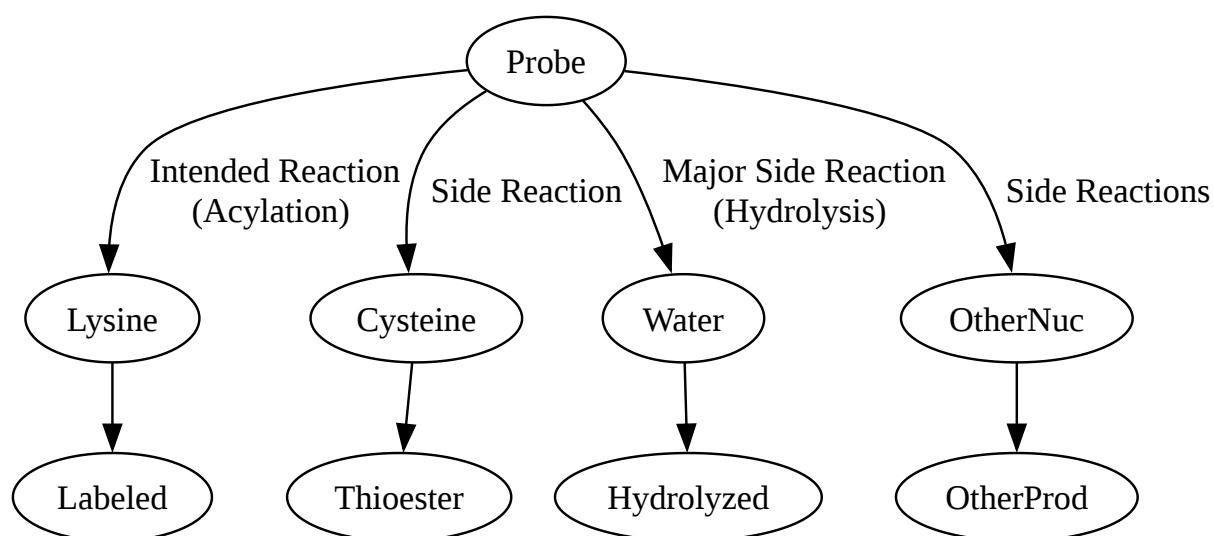 Probe
Intended Reaction
(Acylation)
Side Reaction
Major Side Reaction
(Hydrolysis)
Side Reactions
Lysine
Cysteine
Water
OtherNuc
Labeled
Thioester
Hydrolyzed
OtherProd